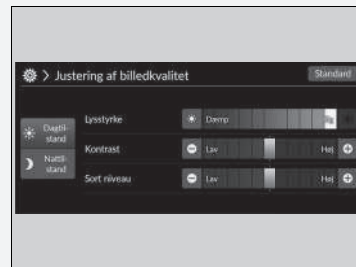 > Justering af billedkvalitet
Standard
Lysstyrke
Dæmp
Dagtil-
stand
Kontrast
Lav
Høj
Nattil-
stand
Sort niveau
Lav
Høj